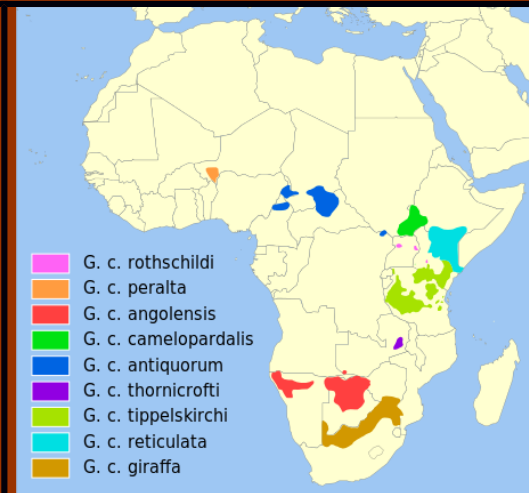 G. c. rothschildi
G. c. peralta
G. c. angolensis
G. c. camelopardalis
G. c. antiquorum
G. c. thornicrofti
G. c. tippelskirchi
G. c. reticulata
G. c. giraffa